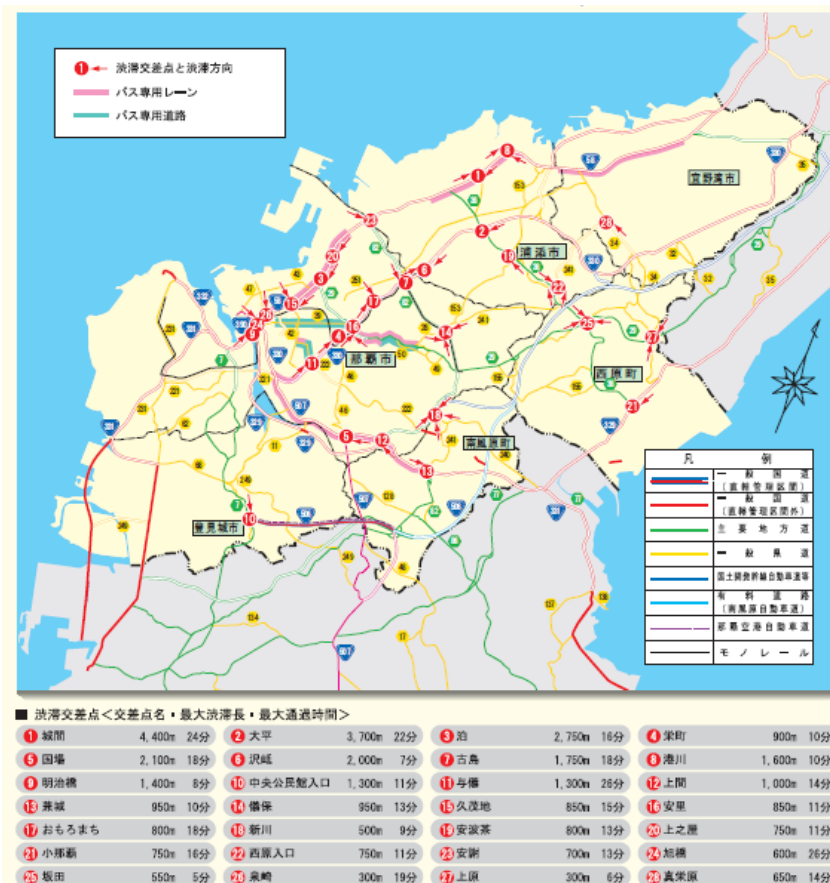 渋滞交差点と渋滞方向
バス専用レーン
バス専用道路
宜野湾市
浦添市
那覇市
西原町
南風原町
豊見城市
凡 例
一般国道
(直轄管理区間)
一般国道
(直轄管理区間外)
主要地方道
一般県道
国土開発幹線自動車道等
有料道路
(南風原自動車道)
那覇空港自動車道
モノレール
■ 渋滞交差点<交差点名・最大渋滞長・最大通過時間>
1 城間 4,400m 24分 2 大平 3,700m 22分 3 泊 2,750m 16分 4 栄町 900m 10分
5 国場 2,100m 18分 6 沢岻 2,000m 7分 7 古島 1,750m 18分 8 港川 1,600m 10分
9 明治橋 1,400m 8分 10 中央公民館入口 1,300m 11分 11 与儀 1,300m 26分 12 上間 1,000m 14分
13 兼城 950m 10分 14 儀保 950m 13分 15 久茂地 850m 15分 16 安里 850m 11分
17 おもろまち 800m 18分 18 新川 500m 9分 19 安波茶 800m 13分 20 上之屋 750m 11分
21 小那覇 750m 16分 22 西原入口 750m 11分 23 安謝 700m 13分 24 旭橋 600m 26分
25 坂田 550m 5分 26 泉崎 300m 19分 27 上原 300m 6分 28 真栄原 650m 14分